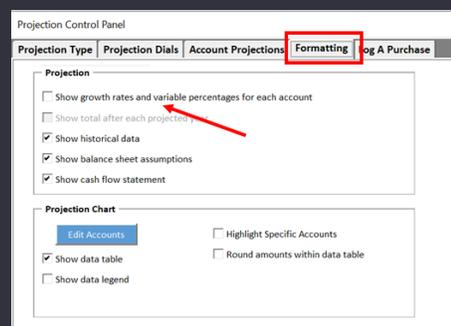 Projection Control Panel
Projection Type Projection Dials Account Projections Formatting Log A Purchase
Projection
Show growth rates and variable percentages for each account
Show total after each projected year
Show historical data
Show balance sheet assumptions
Show cash flow statement
Projection Chart
Edit Accounts Highlight Specific Accounts
Show data table Round amounts within data table
Show data legend